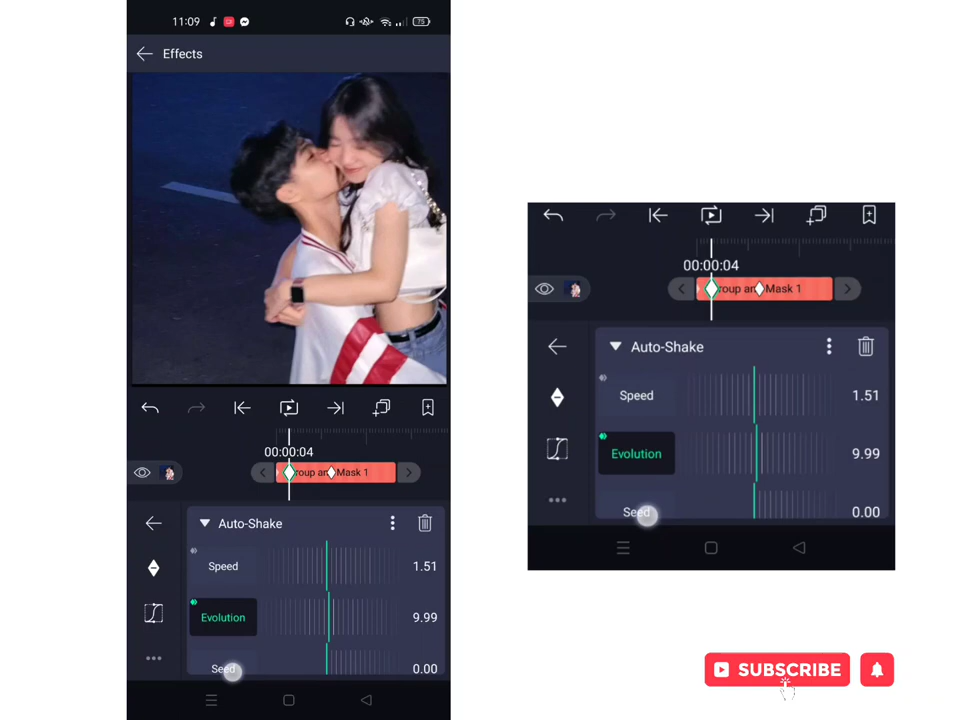 11:09
75
Effects
00:00:04
roup an Mask 1
Auto-Shake
Speed 1.51
Evolution 9.99
Seed 0.00
00:00:04
roup an Mask 1
Auto-Shake
Speed 1.51
Evolution 9.99
Seed 0.00
SUBSCRIBE